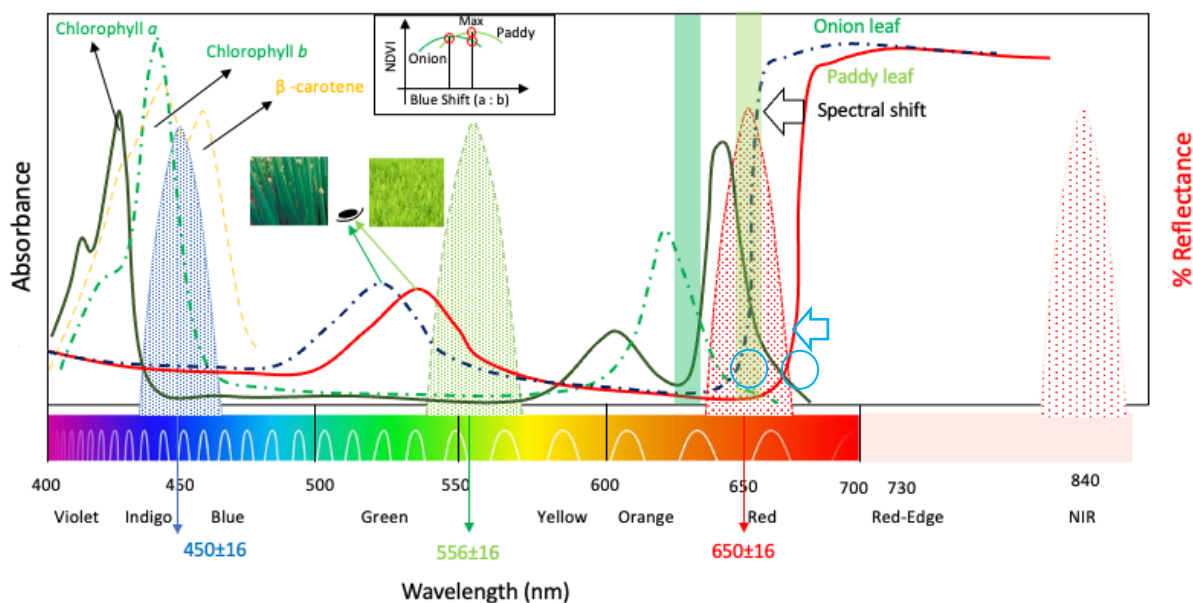 Chlorophyll a
Chlorophyll b
β -carotene
Max
Paddy
Onion
NDVI
Blue Shift (a : b)
Onion leaf
Paddy leaf
Spectral shift
Absorbance
% Reflectance
400 450 500 550 600 650 700 730 840
Violet Indigo Blue Green Yellow Orange Red Red-Edge NIR
450±16 556±16 650±16
Wavelength (nm)